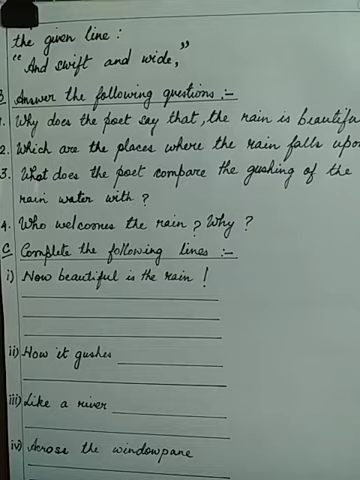 the given line :
"And swift and wide,"
B Answer the following questions :-
1. Why does the poet say that, the rain is beautifu
2. Which are the places where the rain falls upo
3. What does the poet compare the gushing of the
rain water with ?
4. Who welcomes the rain ? Why ?
C Complete the following lines :-
i) How beautiful is the rain !
ii) How it gushes
iii) Like a river
iv) Across the windowpane